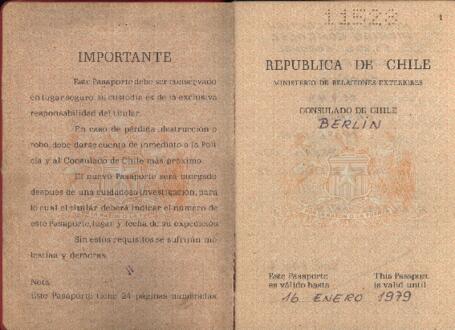 IMPORTANTE
Este Pasaporte debe ser conservado
en lugar seguro, su custodia es de la exclusiva
responsabilidad del titular.
En caso de pérdida, destrucción o
robo, debe darse cuenta de inmediato a la Poli
cía y al Consulado de Chile más próximo.
El nuevo Pasaporte será otorgado
después de una cuidadosa investigación, para
lo cual el titular deberá indicar el número de
este Pasaporte, lugar y fecha de su expedición
Sin estos requisitos se sufrirán mo
lestias y demoras.
Nota
Este Pasaporte tiene 24 páginas numeradas
1
REPUBLICA DE CHILE
MINISTERIO DE RELACIONES EXTERIORES
CONSULADO DE CHILE
BERLIN
Este Pasaporte
es válido hasta
This Passport
is valid until
16 ENERO 1979